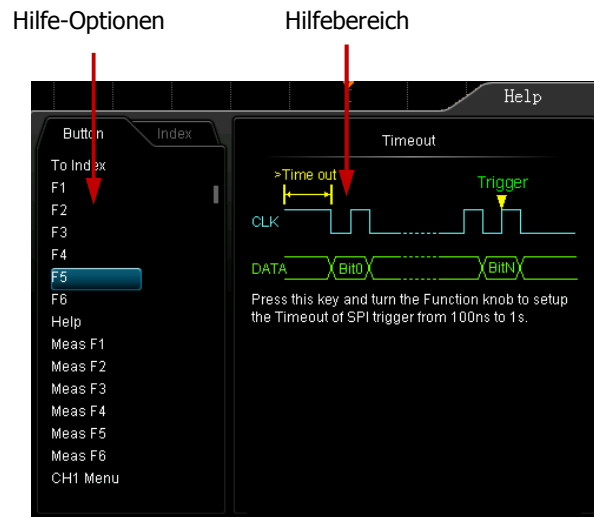 Hilfe-Optionen
Hilfebereich
Help
Button
Index
To Index
F1
F2
F3
F4
F5
F6
Help
Meas F1
Meas F2
Meas F3
Meas F4
Meas F5
Meas F6
CH1 Menu
Timeout
>Time out
Trigger
CLK
DATA
Bit0
BitN
Press this key and turn the Function knob to setup
the Timeout of SPI trigger from 100ns to 1s.